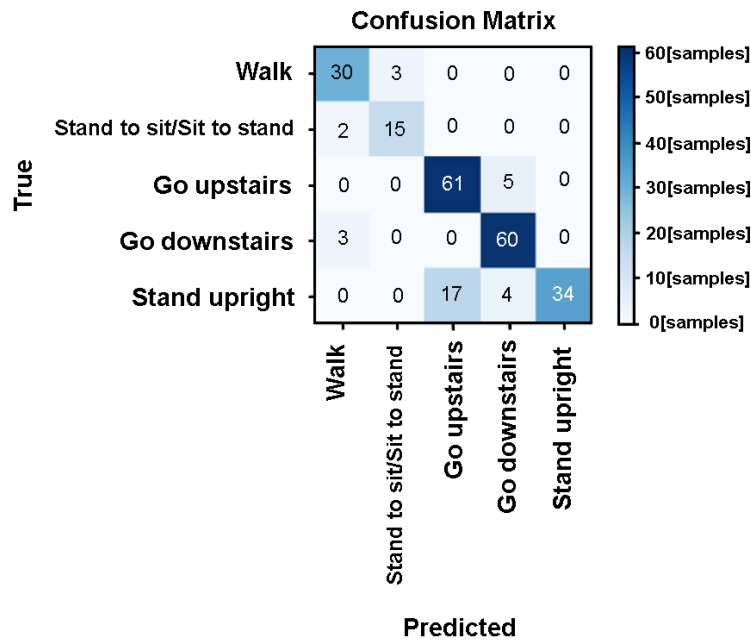 Confusion Matrix
True
Walk 30 3 0 0 0
Stand to sit/Sit to stand 2 15 0 0 0
Go upstairs 0 0 61 5 0
Go downstairs 3 0 0 60 0
Stand upright 0 0 17 4 34
Walk
Stand to sit/Sit to stand
Go upstairs
Go downstairs
Stand upright
Predicted
60[samples]
50[samples]
40[samples]
30[samples]
20[samples]
10[samples]
0[samples]